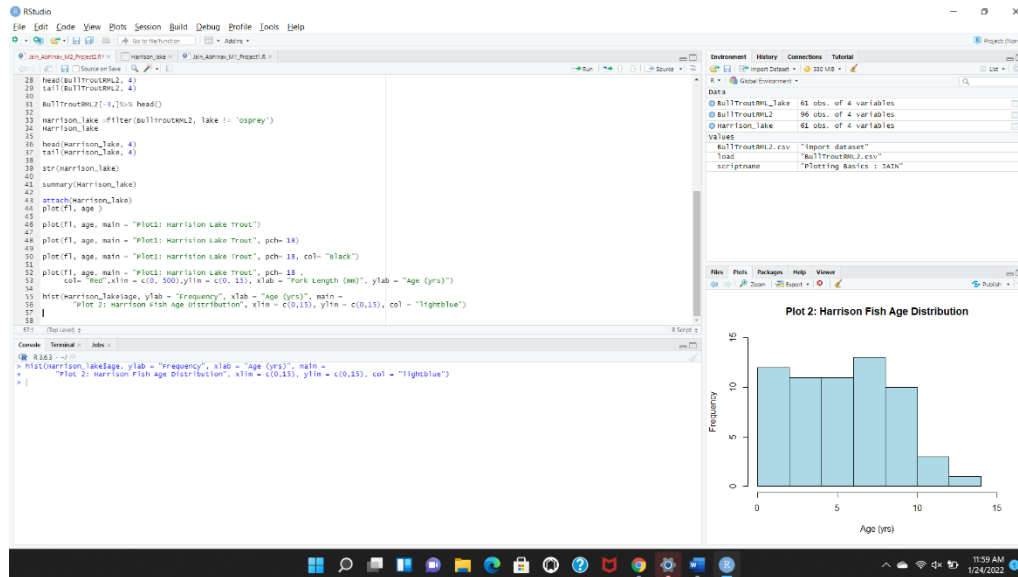 RStudio
File Edit Code View Plots Session Build Debug Profile Tools Help
Go to file/function Addins
Project: (Non
Jain_Abhinav_M2_Project2.R* Harrison_lake Jain_Abhinav_M1_Project1.R
Source on Save Run Source
28 head(BullTroutRML2, 4)
29 tail(BullTroutRML2, 4)
30
31 BullTroutRML2[-3,]%>% head()
32
33 Harrison_lake =filter(BullTroutRML2, lake != 'Osprey')
34 Harrison_lake
35
36 head(Harrison_lake, 4)
37 tail(Harrison_lake, 4)
38
39 str(Harrison_lake)
40
41 summary(Harrison_lake)
42
43 attach(Harrison_lake)
44 plot(fl, age )
45
46 plot(fl, age, main = "Plot1: Harrision Lake Trout")
47
48 plot(fl, age, main = "Plot1: Harrision Lake Trout", pch= 18)
49
50 plot(fl, age, main = "Plot1: Harrision Lake Trout", pch= 18, col= "Black")
51
52 plot(fl, age, main = "Plot1: Harrision Lake Trout", pch= 18 ,
53 col= "Red",xlim = c(0, 500),ylim = c(0, 15), xlab = "Fork Length (mm)", ylab = "Age (yrs)")
54
55 hist(Harrison_lake$age, ylab = "Frequency", xlab = "Age (yrs)", main =
56 "Plot 2: Harrison Fish Age Distribution", xlim = c(0,15), ylim = c(0,15), col = "lightblue")
57
58
57:1 (Top Level) R Script
Console Terminal Jobs
R 3.6.3 · ~/
> hist(Harrison_lake$age, ylab = "Frequency", xlab = "Age (yrs)", main =
+ "Plot 2: Harrison Fish Age Distribution", xlim = c(0,15), ylim = c(0,15), col = "lightblue")
>
Environment History Connections Tutorial
Import Dataset 330 MiB List
R Global Environment
Data
BullTroutRML_lake 61 obs. of 4 variables
BullTroutRML2 96 obs. of 4 variables
Harrison_lake 61 obs. of 4 variables
Values
BullTroutRML2.csv "import dataset"
load "BullTroutRML2.csv"
scriptname "Plotting Basics : JAIN"
Files Plots Packages Help Viewer
Zoom Export Publish
Plot 2: Harrison Fish Age Distribution
Frequency
15
10
5
0
0 5 10 15
Age (yrs)
11:59 AM
1/24/2022